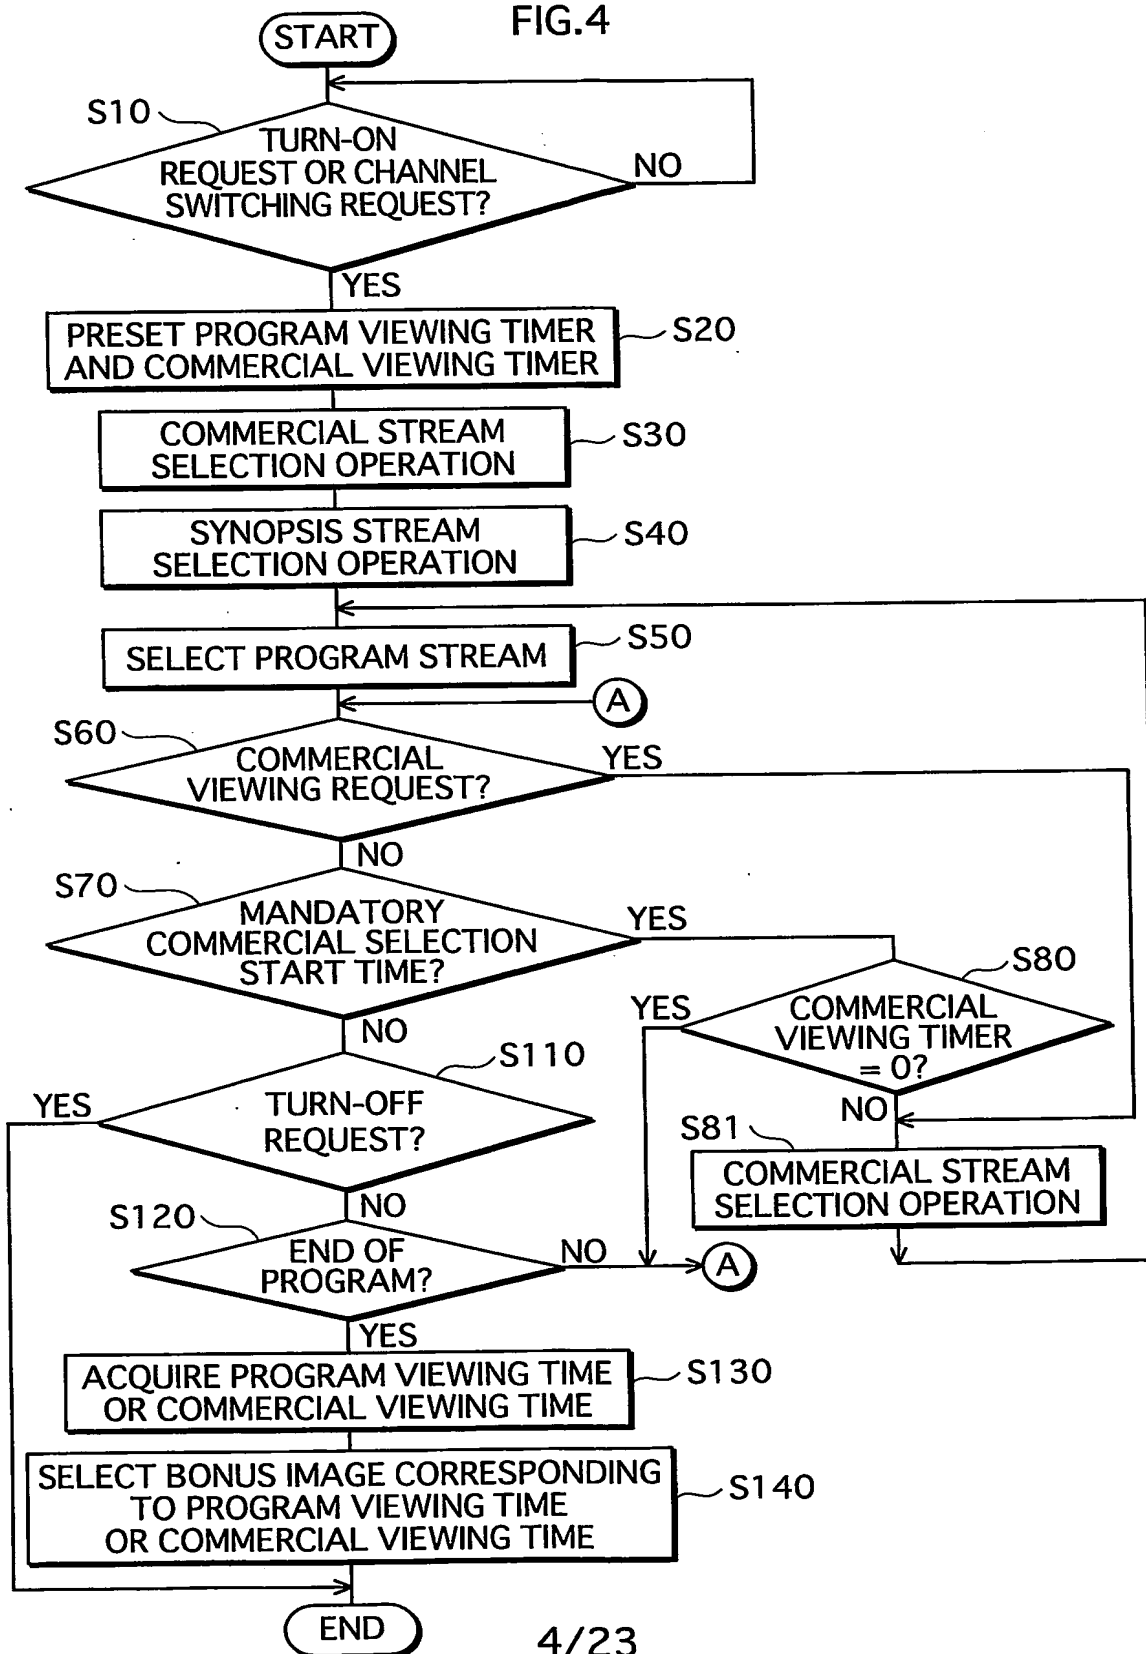 FIG.4
START
S10
TURN-ON
REQUEST OR CHANNEL
SWITCHING REQUEST?
NO
YES
PRESET PROGRAM VIEWING TIMER
AND COMMERCIAL VIEWING TIMER
S20
COMMERCIAL STREAM
SELECTION OPERATION
S30
SYNOPSIS STREAM
SELECTION OPERATION
S40
SELECT PROGRAM STREAM
S50
A
S60
COMMERCIAL
VIEWING REQUEST?
YES
NO
S70
MANDATORY
COMMERCIAL SELECTION
START TIME?
YES
NO
S80
COMMERCIAL
VIEWING TIMER
= 0?
YES
NO
S81
COMMERCIAL STREAM
SELECTION OPERATION
S110
TURN-OFF
REQUEST?
YES
NO
S120
END OF
PROGRAM?
NO
A
YES
ACQUIRE PROGRAM VIEWING TIME
OR COMMERCIAL VIEWING TIME
S130
SELECT BONUS IMAGE CORRESPONDING
TO PROGRAM VIEWING TIME
OR COMMERCIAL VIEWING TIME
S140
END
4/23